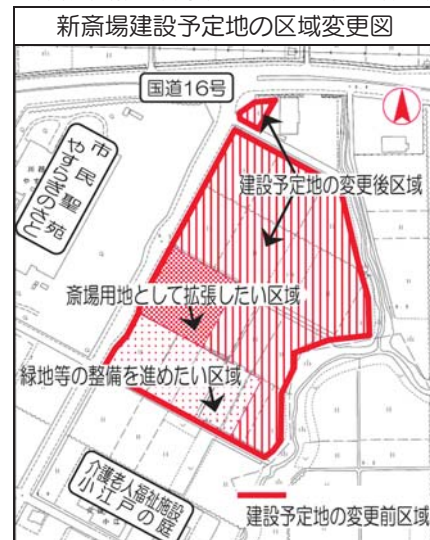 新斎場建設予定地の区域変更図
国道16号
市民聖苑
やすらぎのさと
建設予定地の変更後区域
斎場用地として拡張したい区域
緑地等の整備を進めたい区域
介護老人福祉施設
小江戸の庭
建設予定地の変更前区域